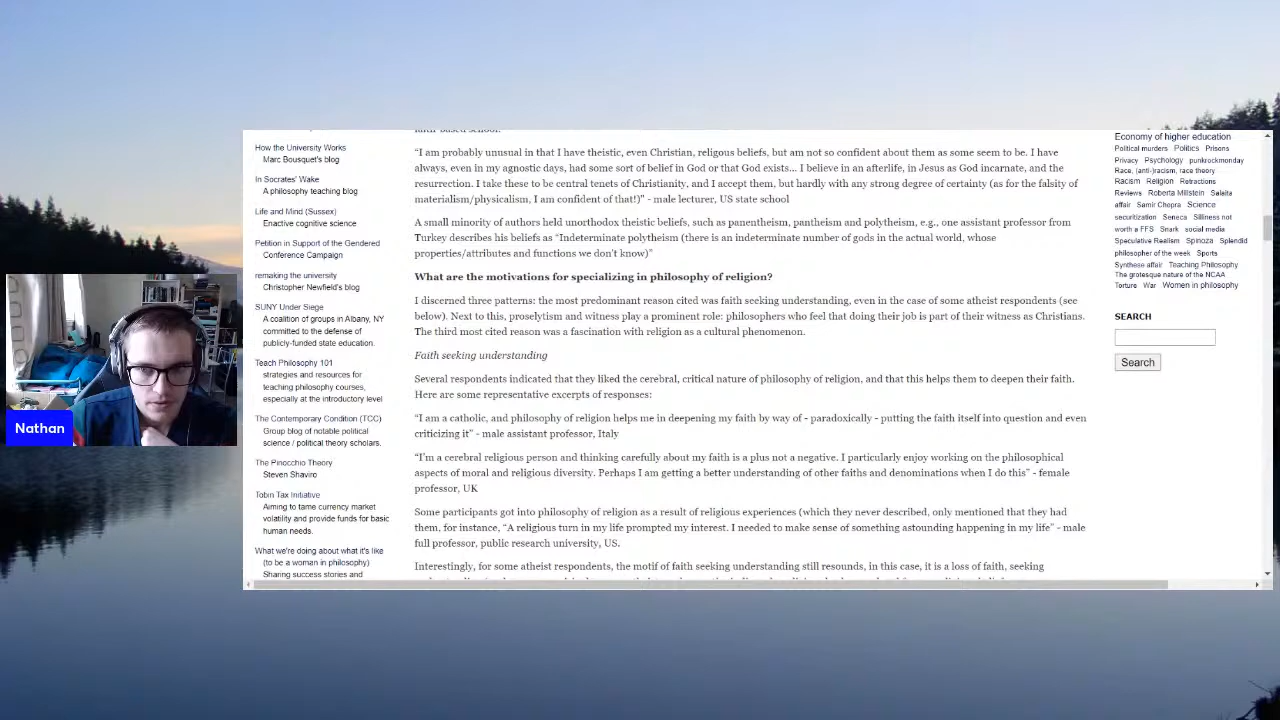 How the University Works
Marc Bousquet's blog
In Socrates' Wake
A philosophy teaching blog
Life and Mind (Sussex)
Enactive cognitive science
Petition in Support of the Gendered
Conference Campaign
remaking the university
Christopher Newfield's blog
SUNY Under Siege
A coalition of groups in Albany, NY
committed to the defense of
publicly-funded state education.
Teach Philosophy 101
strategies and resources for
teaching philosophy courses,
especially at the introductory level
The Contemporary Condition (TCC)
Group blog of notable political
science / political theory scholars.
The Pinocchio Theory
Steven Shaviro
Tobin Tax Initiative
Aiming to tame currency market
volatility and provide funds for basic
human needs.
What we're doing about what it's like
(to be a woman in philosophy)
Sharing success stories and
faith-based school.
“I am probably unusual in that I have theistic, even Christian, religous beliefs, but am not so confident about them as some seem to be. I have
always, even in my agnostic days, had some sort of belief in God or that God exists... I believe in an afterlife, in Jesus as God incarnate, and the
resurrection. I take these to be central tenets of Christianity, and I accept them, but hardly with any strong degree of certainty (as for the falsity of
materialism/physicalism, I am confident of that!)” - male lecturer, US state school
A small minority of authors held unorthodox theistic beliefs, such as panentheism, pantheism and polytheism, e.g., one assistant professor from
Turkey describes his beliefs as “Indeterminate polytheism (there is an indeterminate number of gods in the actual world, whose
properties/attributes and functions we don't know)”
What are the motivations for specializing in philosophy of religion?
I discerned three patterns: the most predominant reason cited was faith seeking understanding, even in the case of some atheist respondents (see
below). Next to this, proselytism and witness play a prominent role: philosophers who feel that doing their job is part of their witness as Christians.
The third most cited reason was a fascination with religion as a cultural phenomenon.
Faith seeking understanding
Several respondents indicated that they liked the cerebral, critical nature of philosophy of religion, and that this helps them to deepen their faith.
Here are some representative excerpts of responses:
“I am a catholic, and philosophy of religion helps me in deepening my faith by way of - paradoxically - putting the faith itself into question and even
criticizing it” - male assistant professor, Italy
“I'm a cerebral religious person and thinking carefully about my faith is a plus not a negative. I particularly enjoy working on the philosophical
aspects of moral and religious diversity. Perhaps I am getting a better understanding of other faiths and denominations when I do this” - female
professor, UK
Some participants got into philosophy of religion as a result of religious experiences (which they never described, only mentioned that they had
them, for instance, “A religious turn in my life prompted my interest. I needed to make sense of something astounding happening in my life” - male
full professor, public research university, US.
Interestingly, for some atheist respondents, the motif of faith seeking understanding still resounds, in this case, it is a loss of faith, seeking
Economy of higher education
Political murders Politics Prisons
Privacy Psychology punkrockmonday
Race, (anti-)racism, race theory
Racism Religion Retractions
Reviews Roberta Millstein Salaita
affair Samir Chopra Science
securitization Seneca Silliness not
worth a FFS Snark social media
Speculative Realism Spinoza Splendid
philosopher of the week Sports
Synthese affair Teaching Philosophy
The grotesque nature of the NCAA
Torture War Women in philosophy
SEARCH
Search
Nathan